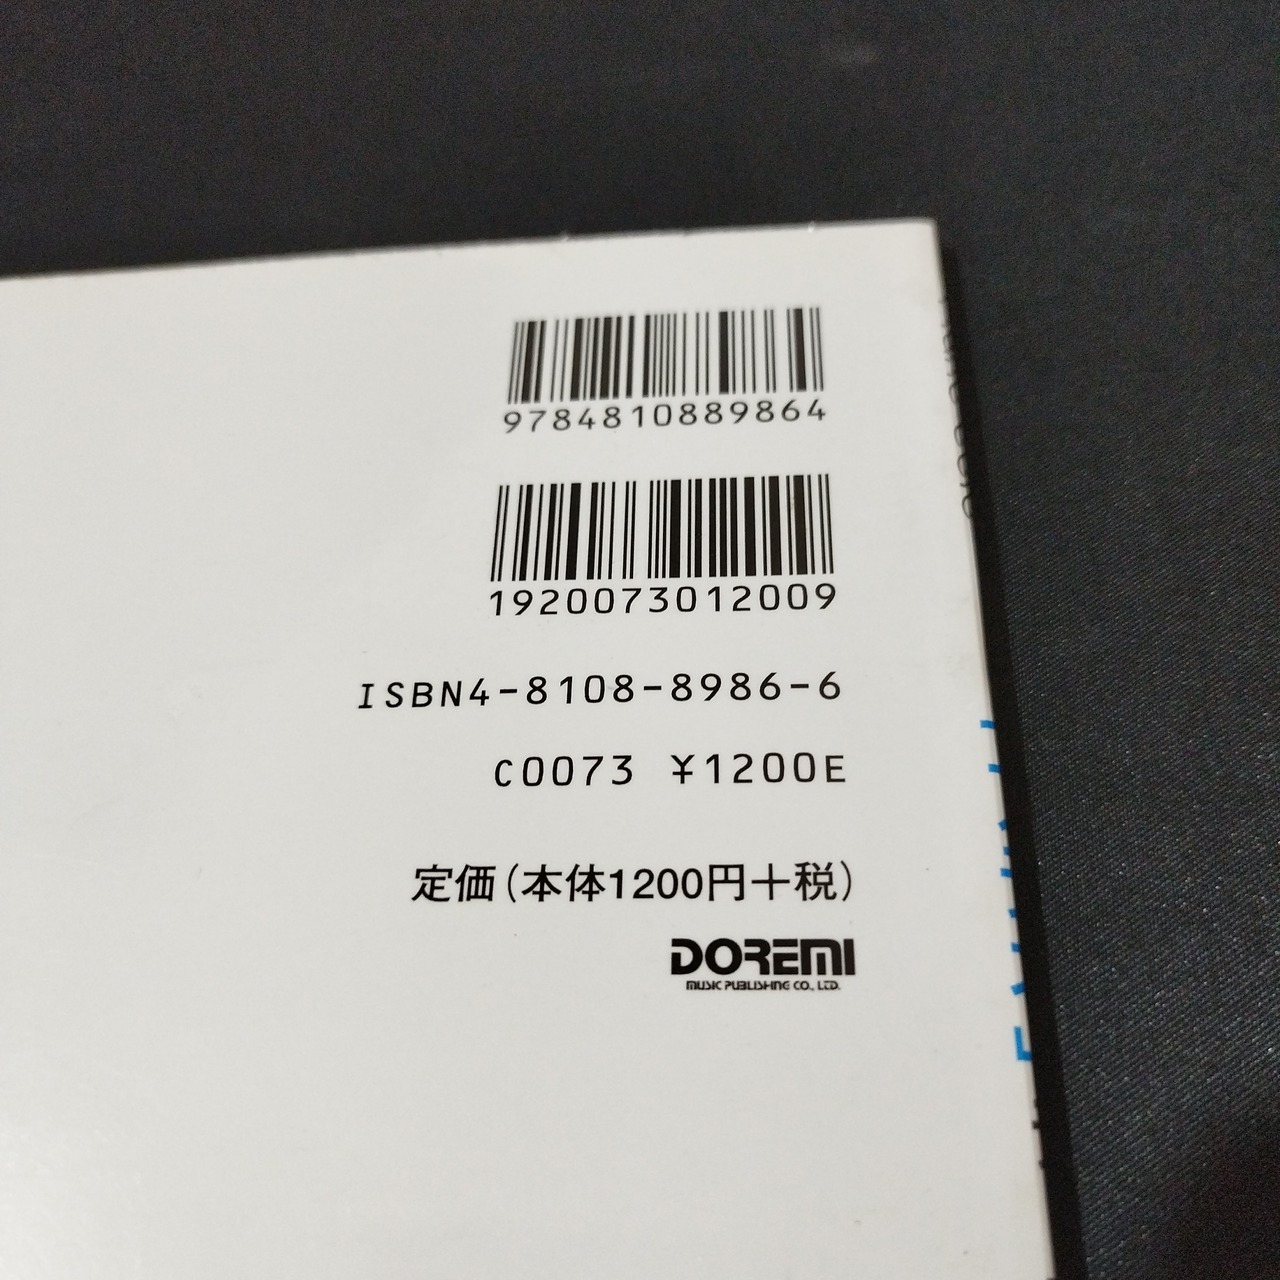 9784810889864
1920073012009
ISBN4-8108-8986-6
C0073 ¥1200E
定価(本体1200円+税)
DOREMI
MUSIC PUBLISHING CO., LTD.